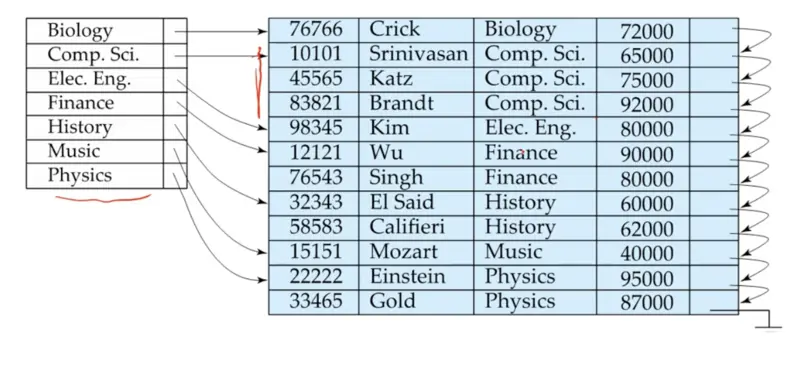 Biology
Comp. Sci.
Elec. Eng.
Finance
History
Music
Physics
76766 Crick Biology 72000
10101 Srinivasan Comp. Sci. 65000
45565 Katz Comp. Sci. 75000
83821 Brandt Comp. Sci. 92000
98345 Kim Elec. Eng. 80000
12121 Wu Finance 90000
76543 Singh Finance 80000
32343 El Said History 60000
58583 Califieri History 62000
15151 Mozart Music 40000
22222 Einstein Physics 95000
33465 Gold Physics 87000